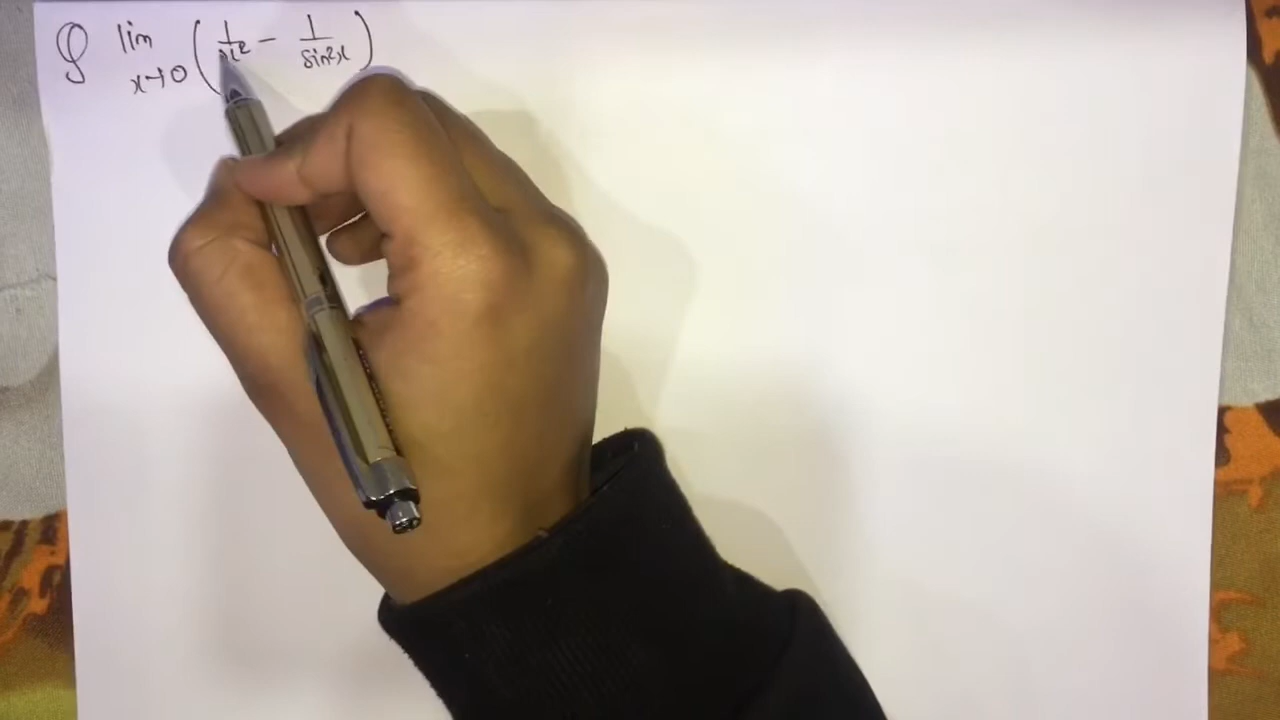 Q lim x→0 (1/x² - 1/sin²x)